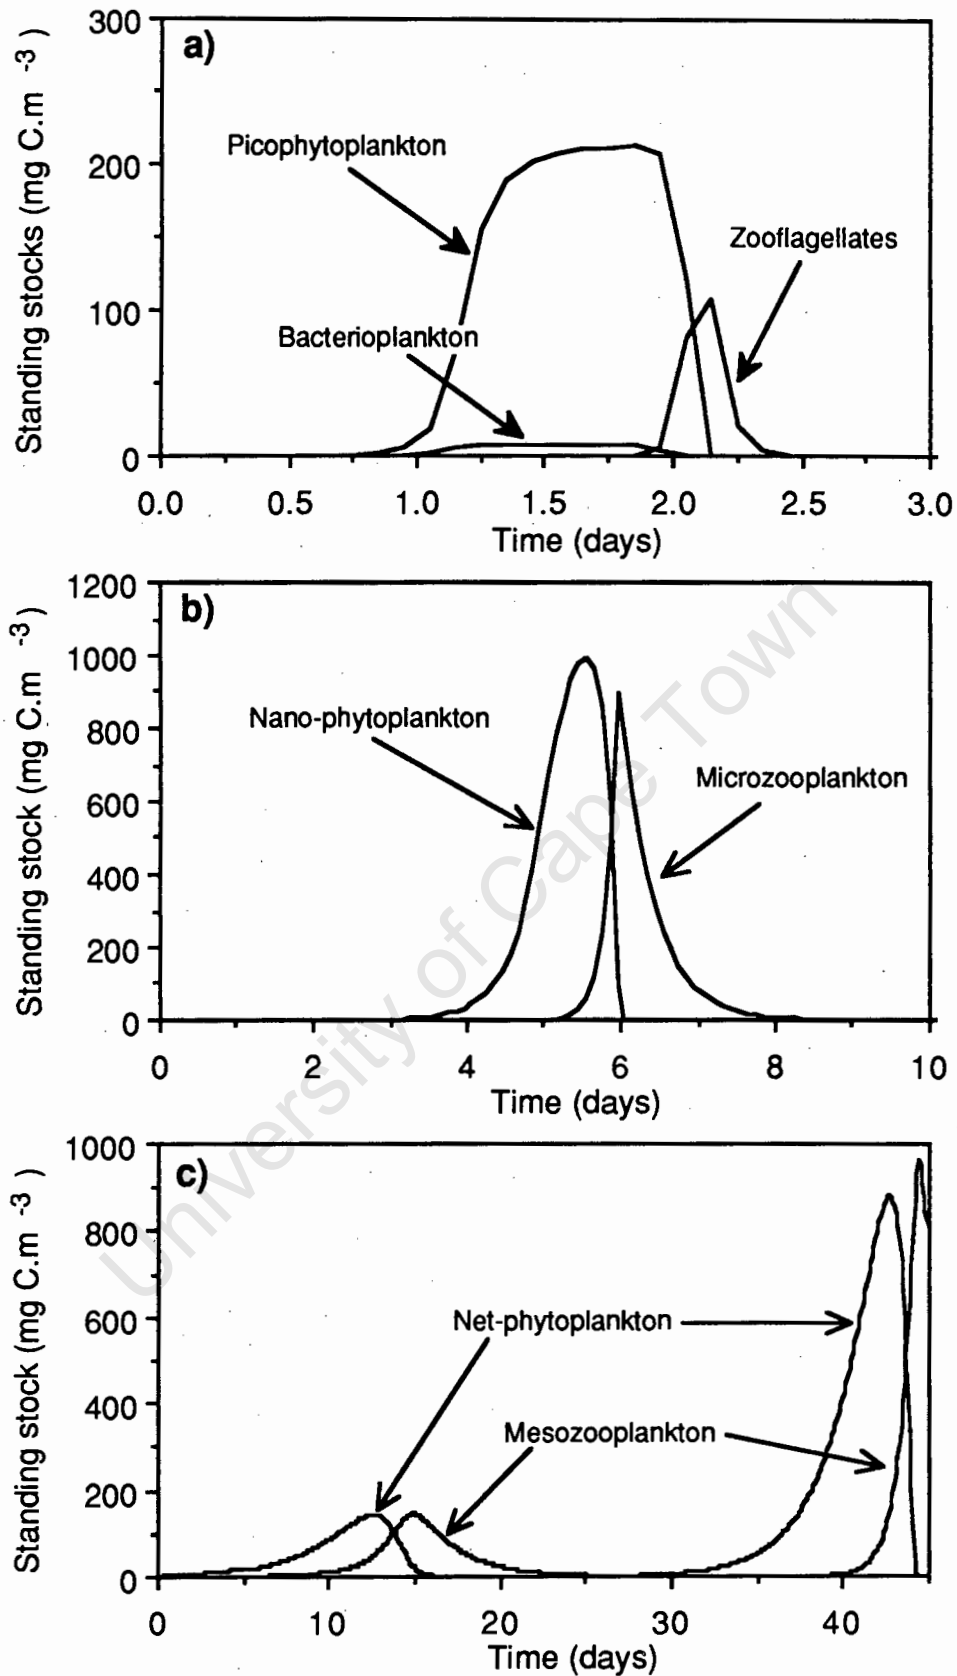 a)
Standing stocks (mg C.m -3 )
300
200
100
0
Picophytoplankton
Zooflagellates
Bacterioplankton
0.0 0.5 1.0 1.5 2.0 2.5 3.0
Time (days)
b)
Standing stock (mg C.m -3 )
1200
1000
800
600
400
200
0
Nano-phytoplankton
Microzooplankton
0 2 4 6 8 10
Time (days)
c)
Standing stock (mg C.m -3 )
1000
800
600
400
200
0
Net-phytoplankton
Mesozooplankton
0 10 20 30 40
Time (days)
University of Cape Town